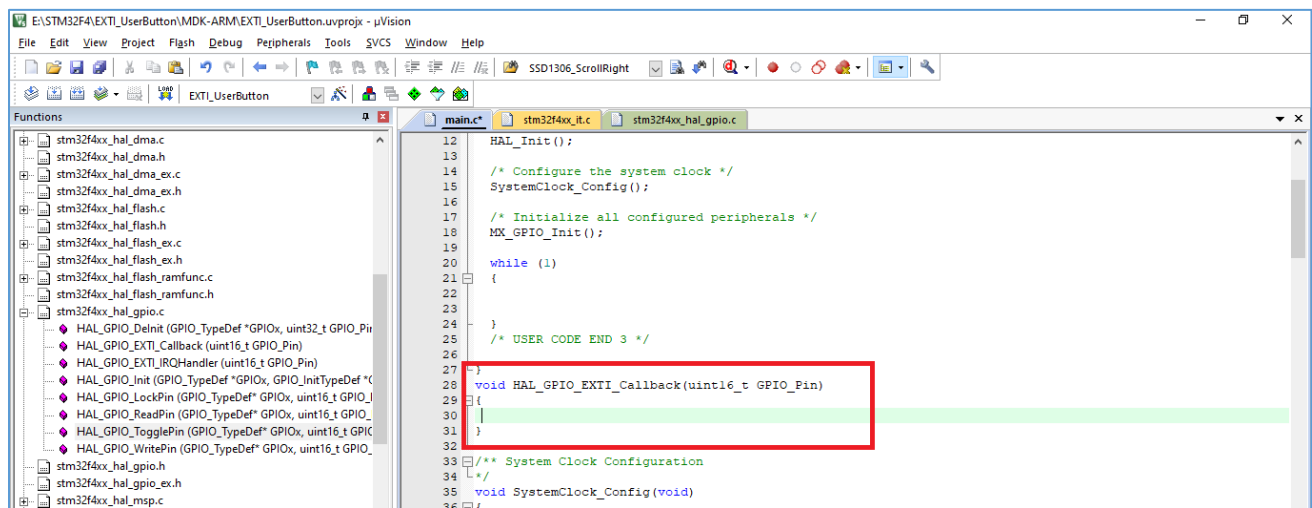 E:\STM32F4\EXTI_UserButton\MDK-ARM\EXTI_UserButton.uvprojx - µVision
File Edit View Project Flash Debug Peripherals Tools SVCS Window Help
SSD1306_ScrollRight
LOAD
EXTI_UserButton
Functions
stm32f4xx_hal_dma.c
stm32f4xx_hal_dma.h
stm32f4xx_hal_dma_ex.c
stm32f4xx_hal_dma_ex.h
stm32f4xx_hal_flash.c
stm32f4xx_hal_flash.h
stm32f4xx_hal_flash_ex.c
stm32f4xx_hal_flash_ex.h
stm32f4xx_hal_flash_ramfunc.c
stm32f4xx_hal_flash_ramfunc.h
stm32f4xx_hal_gpio.c
HAL_GPIO_DeInit (GPIO_TypeDef *GPIOx, uint32_t GPIO_Pi
HAL_GPIO_EXTI_Callback (uint16_t GPIO_Pin)
HAL_GPIO_EXTI_IRQHandler (uint16_t GPIO_Pin)
HAL_GPIO_Init (GPIO_TypeDef *GPIOx, GPIO_InitTypeDef *
HAL_GPIO_LockPin (GPIO_TypeDef* GPIOx, uint16_t GPIO_
HAL_GPIO_ReadPin (GPIO_TypeDef* GPIOx, uint16_t GPIO_
HAL_GPIO_TogglePin (GPIO_TypeDef* GPIOx, uint16_t GPIO
HAL_GPIO_WritePin (GPIO_TypeDef* GPIOx, uint16_t GPIO_
stm32f4xx_hal_gpio.h
stm32f4xx_hal_gpio_ex.h
stm32f4xx_hal_msp.c
main.c* stm32f4xx_it.c stm32f4xx_hal_gpio.c
12 HAL_Init();
13
14 /* Configure the system clock */
15 SystemClock_Config();
16
17 /* Initialize all configured peripherals */
18 MX_GPIO_Init();
19
20 while (1)
21 {
22
23
24 }
25 /* USER CODE END 3 */
26
27 }
28 void HAL_GPIO_EXTI_Callback(uint16_t GPIO_Pin)
29 {
30
31 }
32
33 /** System Clock Configuration
34 */
35 void SystemClock_Config(void)
36 {